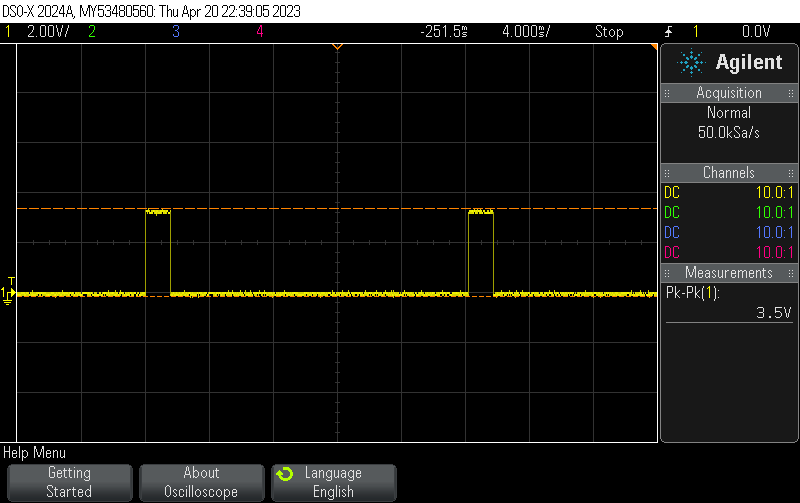 DSO-X 2024A, MY53480560: Thu Apr 20 22:39:05 2023
1 2.00V/ 2 3 4 -251.5ms 4.000ms/ Stop 1 0.0V
Agilent
Acquisition
Normal
50.0kSa/s
Channels
DC 10.0:1
DC 10.0:1
DC 10.0:1
DC 10.0:1
T
1
Measurements
Pk-Pk(1):
3.5V
Help Menu
Getting Started
About Oscilloscope
Language English